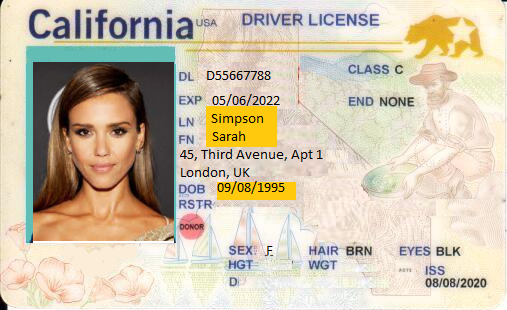 California USA DRIVER LICENSE
DL D55667788 CLASS C
EXP 05/06/2022 END NONE
LN Simpson
FN Sarah
45, Third Avenue, Apt 1
London, UK
DOB 09/08/1995
RSTR
DONOR
SEX F HAIR BRN EYES BLK
HGT WGT
D ISS
08/08/2020